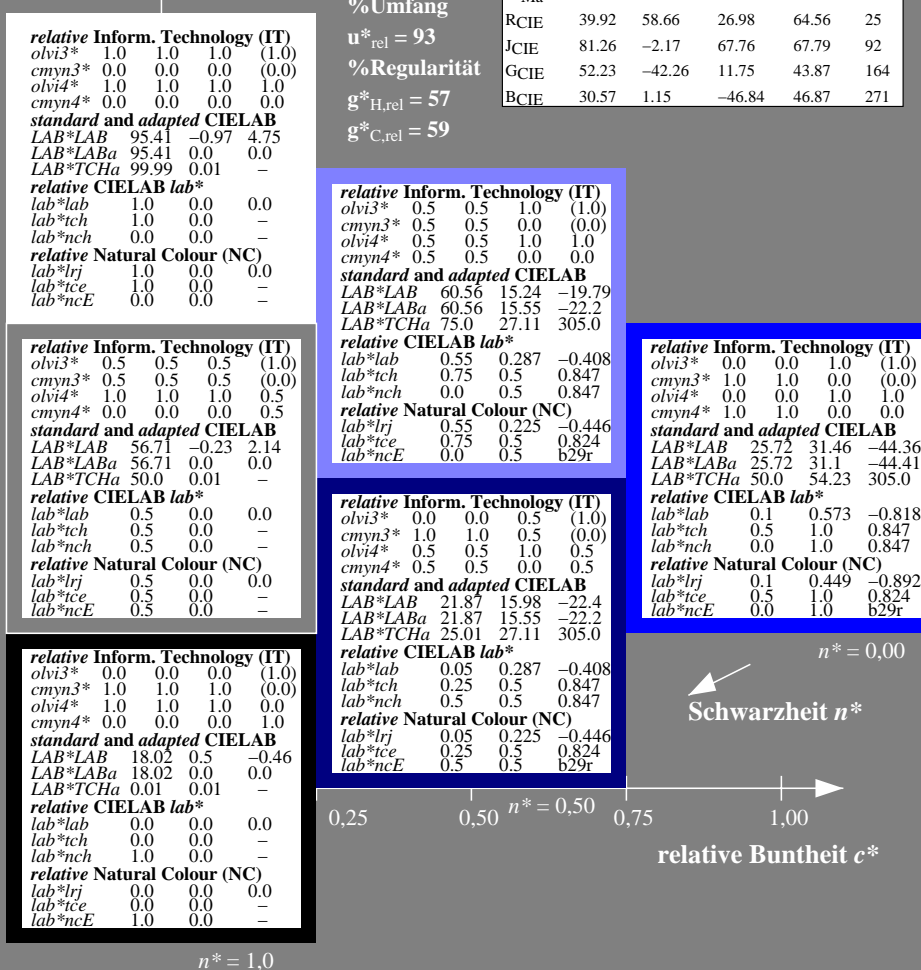 %Umfang
u*rel = 93
%Regularität
g*H,rel = 57
g*C,rel = 59
Ma
RCIE 39.92 58.66 26.98 64.56 25
JCIE 81.26 −2.17 67.76 67.79 92
GCIE 52.23 −42.26 11.75 43.87 164
BCIE 30.57 1.15 −46.84 46.87 271
relative Inform. Technology (IT)
olvi3* 1.0 1.0 1.0 (1.0)
cmyn3* 0.0 0.0 0.0 (0.0)
olvi4* 1.0 1.0 1.0 1.0
cmyn4* 0.0 0.0 0.0 0.0
standard and adapted CIELAB
LAB*LAB 95.41 −0.97 4.75
LAB*LABa 95.41 0.0 0.0
LAB*TCHa 99.99 0.01 –
relative CIELAB lab*
lab*lab 1.0 0.0 0.0
lab*tch 1.0 0.0 –
lab*nch 0.0 0.0 –
relative Natural Colour (NC)
lab*lrj 1.0 0.0 0.0
lab*tce 1.0 0.0 –
lab*ncE 0.0 0.0 –
relative Inform. Technology (IT)
olvi3* 0.5 0.5 1.0 (1.0)
cmyn3* 0.5 0.5 0.0 (0.0)
olvi4* 0.5 0.5 1.0 1.0
cmyn4* 0.5 0.5 0.0 0.0
standard and adapted CIELAB
LAB*LAB 60.56 15.24 −19.79
LAB*LABa 60.56 15.55 −22.2
LAB*TCHa 75.0 27.11 305.0
relative CIELAB lab*
lab*lab 0.55 0.287 −0.408
lab*tch 0.75 0.5 0.847
lab*nch 0.0 0.5 0.847
relative Natural Colour (NC)
lab*lrj 0.55 0.225 −0.446
lab*tce 0.75 0.5 0.824
lab*ncE 0.0 0.5 b29r
relative Inform. Technology (IT)
olvi3* 0.5 0.5 0.5 (1.0)
cmyn3* 0.5 0.5 0.5 (0.0)
olvi4* 1.0 1.0 1.0 0.5
cmyn4* 0.0 0.0 0.0 0.5
standard and adapted CIELAB
LAB*LAB 56.71 −0.23 2.14
LAB*LABa 56.71 0.0 0.0
LAB*TCHa 50.0 0.01 –
relative CIELAB lab*
lab*lab 0.5 0.0 0.0
lab*tch 0.5 0.0 –
lab*nch 0.5 0.0 –
relative Natural Colour (NC)
lab*lrj 0.5 0.0 0.0
lab*tce 0.5 0.0 –
lab*ncE 0.5 0.0 –
relative Inform. Technology (IT)
olvi3* 0.0 0.0 1.0 (1.0)
cmyn3* 1.0 1.0 0.0 (0.0)
olvi4* 0.0 0.0 1.0 1.0
cmyn4* 1.0 1.0 0.0 0.0
standard and adapted CIELAB
LAB*LAB 25.72 31.46 −44.36
LAB*LABa 25.72 31.1 −44.41
LAB*TCHa 50.0 54.23 305.0
relative CIELAB lab*
lab*lab 0.1 0.573 −0.818
lab*tch 0.5 1.0 0.847
lab*nch 0.0 1.0 0.847
relative Natural Colour (NC)
lab*lrj 0.1 0.449 −0.892
lab*tce 0.5 1.0 0.824
lab*ncE 0.0 1.0 b29r
relative Inform. Technology (IT)
olvi3* 0.0 0.0 0.5 (1.0)
cmyn3* 1.0 1.0 0.5 (0.0)
olvi4* 0.5 0.5 1.0 0.5
cmyn4* 0.5 0.5 0.0 0.5
standard and adapted CIELAB
LAB*LAB 21.87 15.98 −22.4
LAB*LABa 21.87 15.55 −22.2
LAB*TCHa 25.01 27.11 305.0
relative CIELAB lab*
lab*lab 0.05 0.287 −0.408
lab*tch 0.25 0.5 0.847
lab*nch 0.5 0.5 0.847
relative Natural Colour (NC)
lab*lrj 0.05 0.225 −0.446
lab*tce 0.25 0.5 0.824
lab*ncE 0.5 0.5 b29r
relative Inform. Technology (IT)
olvi3* 0.0 0.0 0.0 (1.0)
cmyn3* 1.0 1.0 1.0 (0.0)
olvi4* 1.0 1.0 1.0 0.0
cmyn4* 0.0 0.0 0.0 1.0
standard and adapted CIELAB
LAB*LAB 18.02 0.5 −0.46
LAB*LABa 18.02 0.0 0.0
LAB*TCHa 0.01 0.01 –
relative CIELAB lab*
lab*lab 0.0 0.0 0.0
lab*tch 0.0 0.0 –
lab*nch 1.0 0.0 –
relative Natural Colour (NC)
lab*lrj 0.0 0.0 0.0
lab*tce 0.0 0.0 –
lab*ncE 1.0 0.0 –
n* = 0,00
Schwarzheit n*
n* = 0,50
0,25 0,50 0,75 1,00
relative Buntheit c*
n* = 1,0